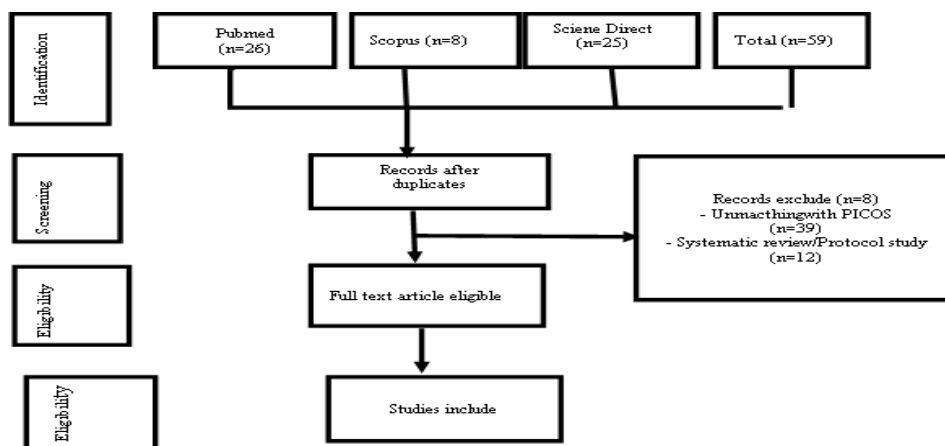 Identification
Pubmed
(n=26)
Scopus (n=8)
Sciene Direct
(n=25)
Total (n=59)
Screening
Records after
duplicates
Records exclude (n=8)
- Unmacthingwith PICOS
(n=39)
- Systematic review/Protocol study
(n=12)
Eligibility
Full text article eligible
Eligibility
Studies include